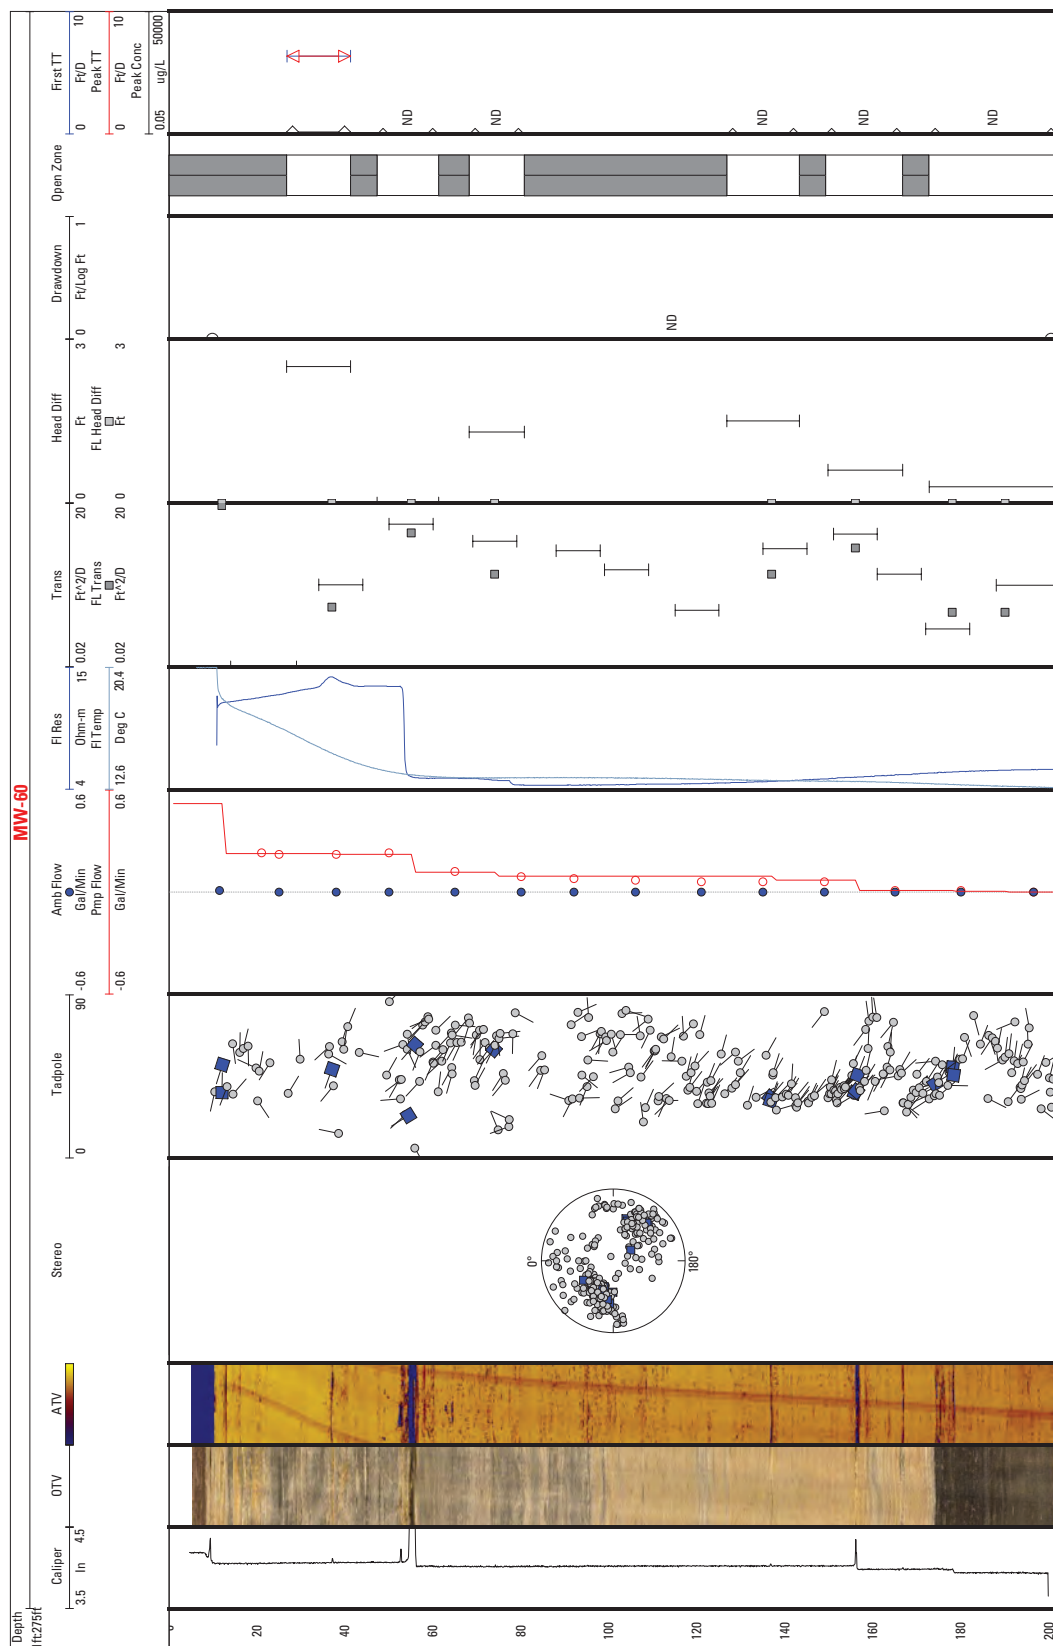 MW-60
Depth
1ft:275ft
Caliper
3.5 In 4.5
OTV
ATV
Stereo
Tadpole
0 90
Amb Flow
Gal/Min
Pmp Flow
-0.6 0.6
Gal/Min
-0.6 0.6
Fl Res
4 Ohm-m 15
Fl Temp
12.6 Deg C 20.4
Trans
Ft^2/D 20
FL Trans
0.02 Ft^2/D 20
Head Diff
0 Ft 3
FL Head Diff
0 Ft 3
Drawdown
0 Ft/Log Ft 1
Open Zone
First TT
0 Ft/D 10
Peak TT
0 Ft/D 10
Peak Conc
0.05 ug/L 50000
0°
180°
ND
ND
ND
ND
ND
ND
20
40
60
80
100
120
140
160
180
200